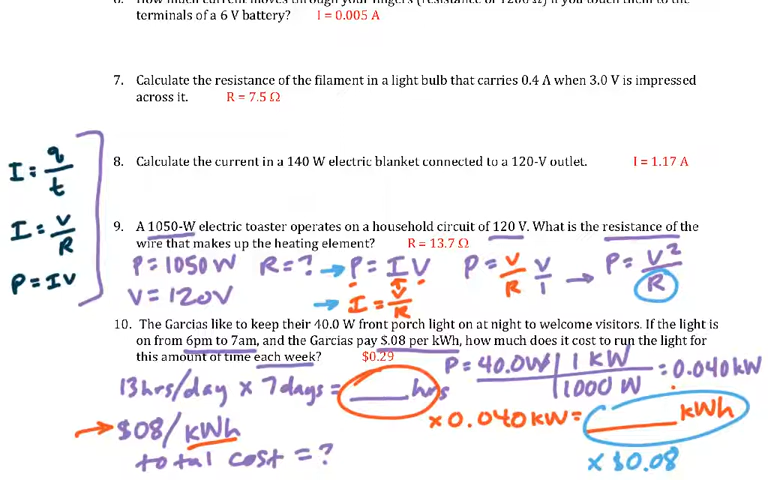 terminals of a 6 V battery? I = 0.005 A
7. Calculate the resistance of the filament in a light bulb that carries 0.4 A when 3.0 V is impressed
across it. R = 7.5 Ω
I = q/t
8. Calculate the current in a 140 W electric blanket connected to a 120-V outlet. I = 1.17 A
I = V/R
P = IV
9. A 1050-W electric toaster operates on a household circuit of 120 V. What is the resistance of the
wire that makes up the heating element? R = 13.7 Ω
P = 1050 W R = ? → P = IV P = V/R V/1 → P = V²/R
V = 120V → I = V/R
10. The Garcias like to keep their 40.0 W front porch light on at night to welcome visitors. If the light is
on from 6pm to 7am, and the Garcias pay $.08 per kWh, how much does it cost to run the light for
this amount of time each week? $0.29
P = 40.0W | 1 KW / 1000 W = 0.040 kW
13hrs/day x 7days = ____ hrs
x 0.040 kW = ____ kWh
→ $08/kWh
x $0.08
total cost = ?